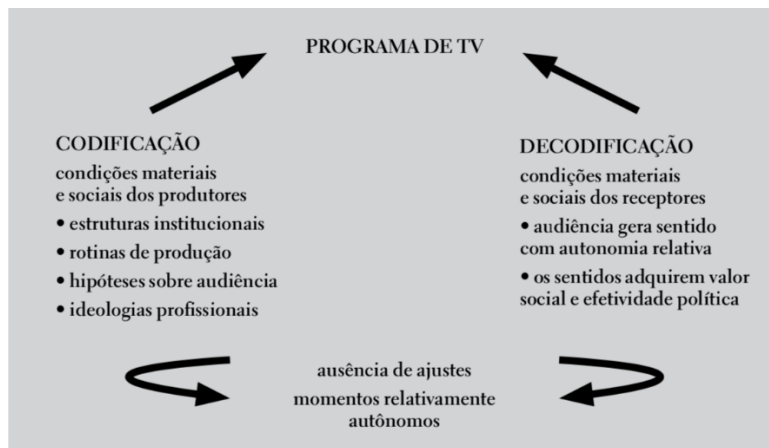 PROGRAMA DE TV
CODIFICAÇÃO
condições materiais
e sociais dos produtores
• estruturas institucionais
• rotinas de produção
• hipóteses sobre audiência
• ideologias profissionais
DECODIFICAÇÃO
condições materiais
e sociais dos receptores
• audiência gera sentido
com autonomia relativa
• os sentidos adquirem valor
social e efetividade política
ausência de ajustes
momentos relativamente
autônomos